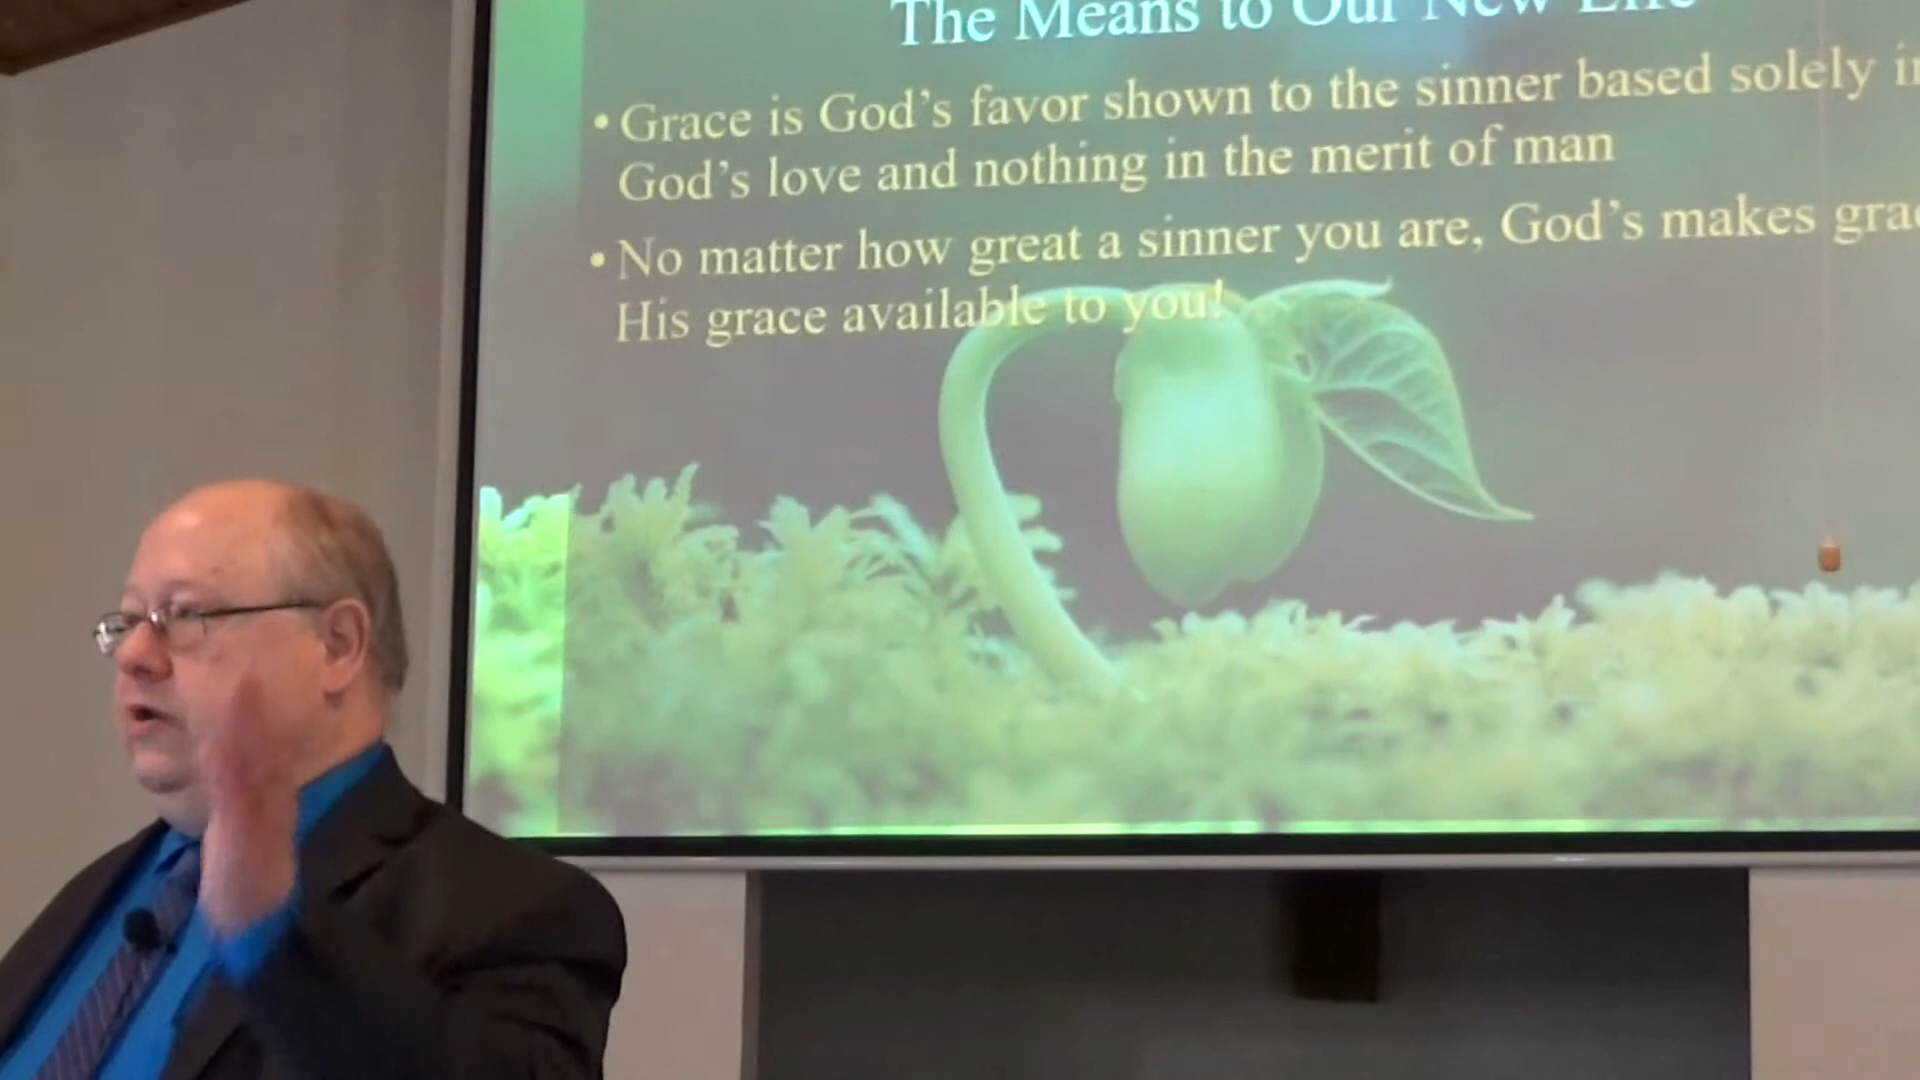 The Means to Our New Life
• Grace is God's favor shown to the sinner based solely in
God's love and nothing in the merit of man
• No matter how great a sinner you are, God's makes
His grace available to you!